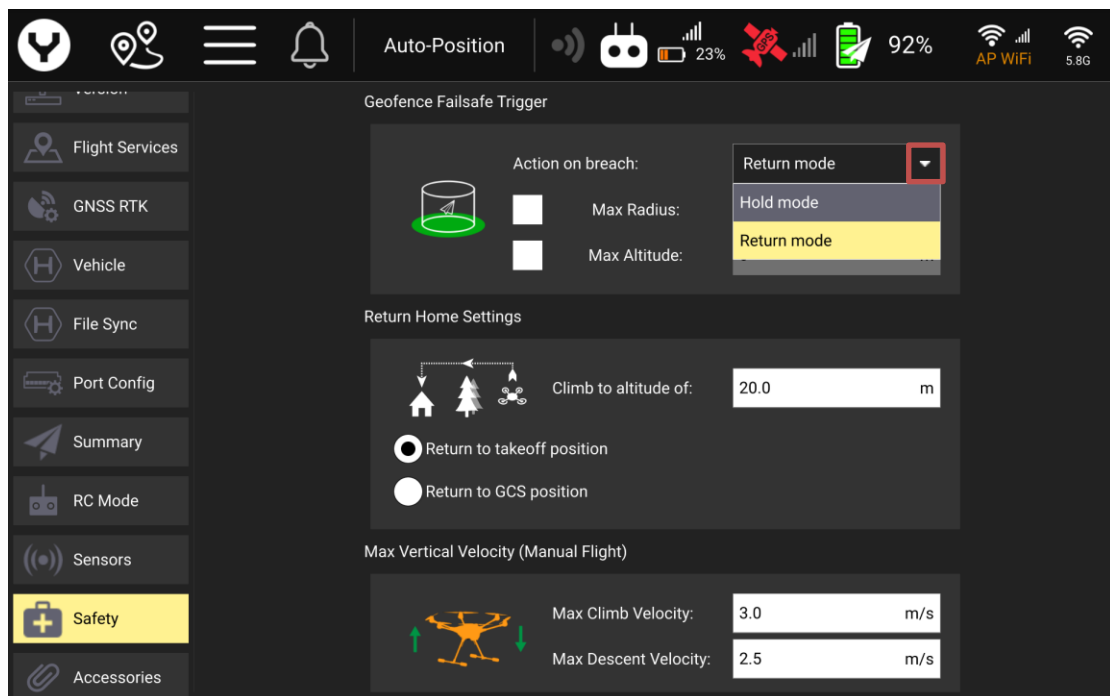 Auto-Position
23%
GPS
92%
AP WiFi
5.8G
Version
Flight Services
GNSS RTK
Vehicle
File Sync
Port Config
Summary
RC Mode
Sensors
Safety
Accessories
Geofence Failsafe Trigger
Action on breach:
Return mode
Hold mode
Return mode
Max Radius:
Max Altitude:
Return Home Settings
Climb to altitude of:
20.0 m
Return to takeoff position
Return to GCS position
Max Vertical Velocity (Manual Flight)
Max Climb Velocity:
3.0 m/s
Max Descent Velocity:
2.5 m/s